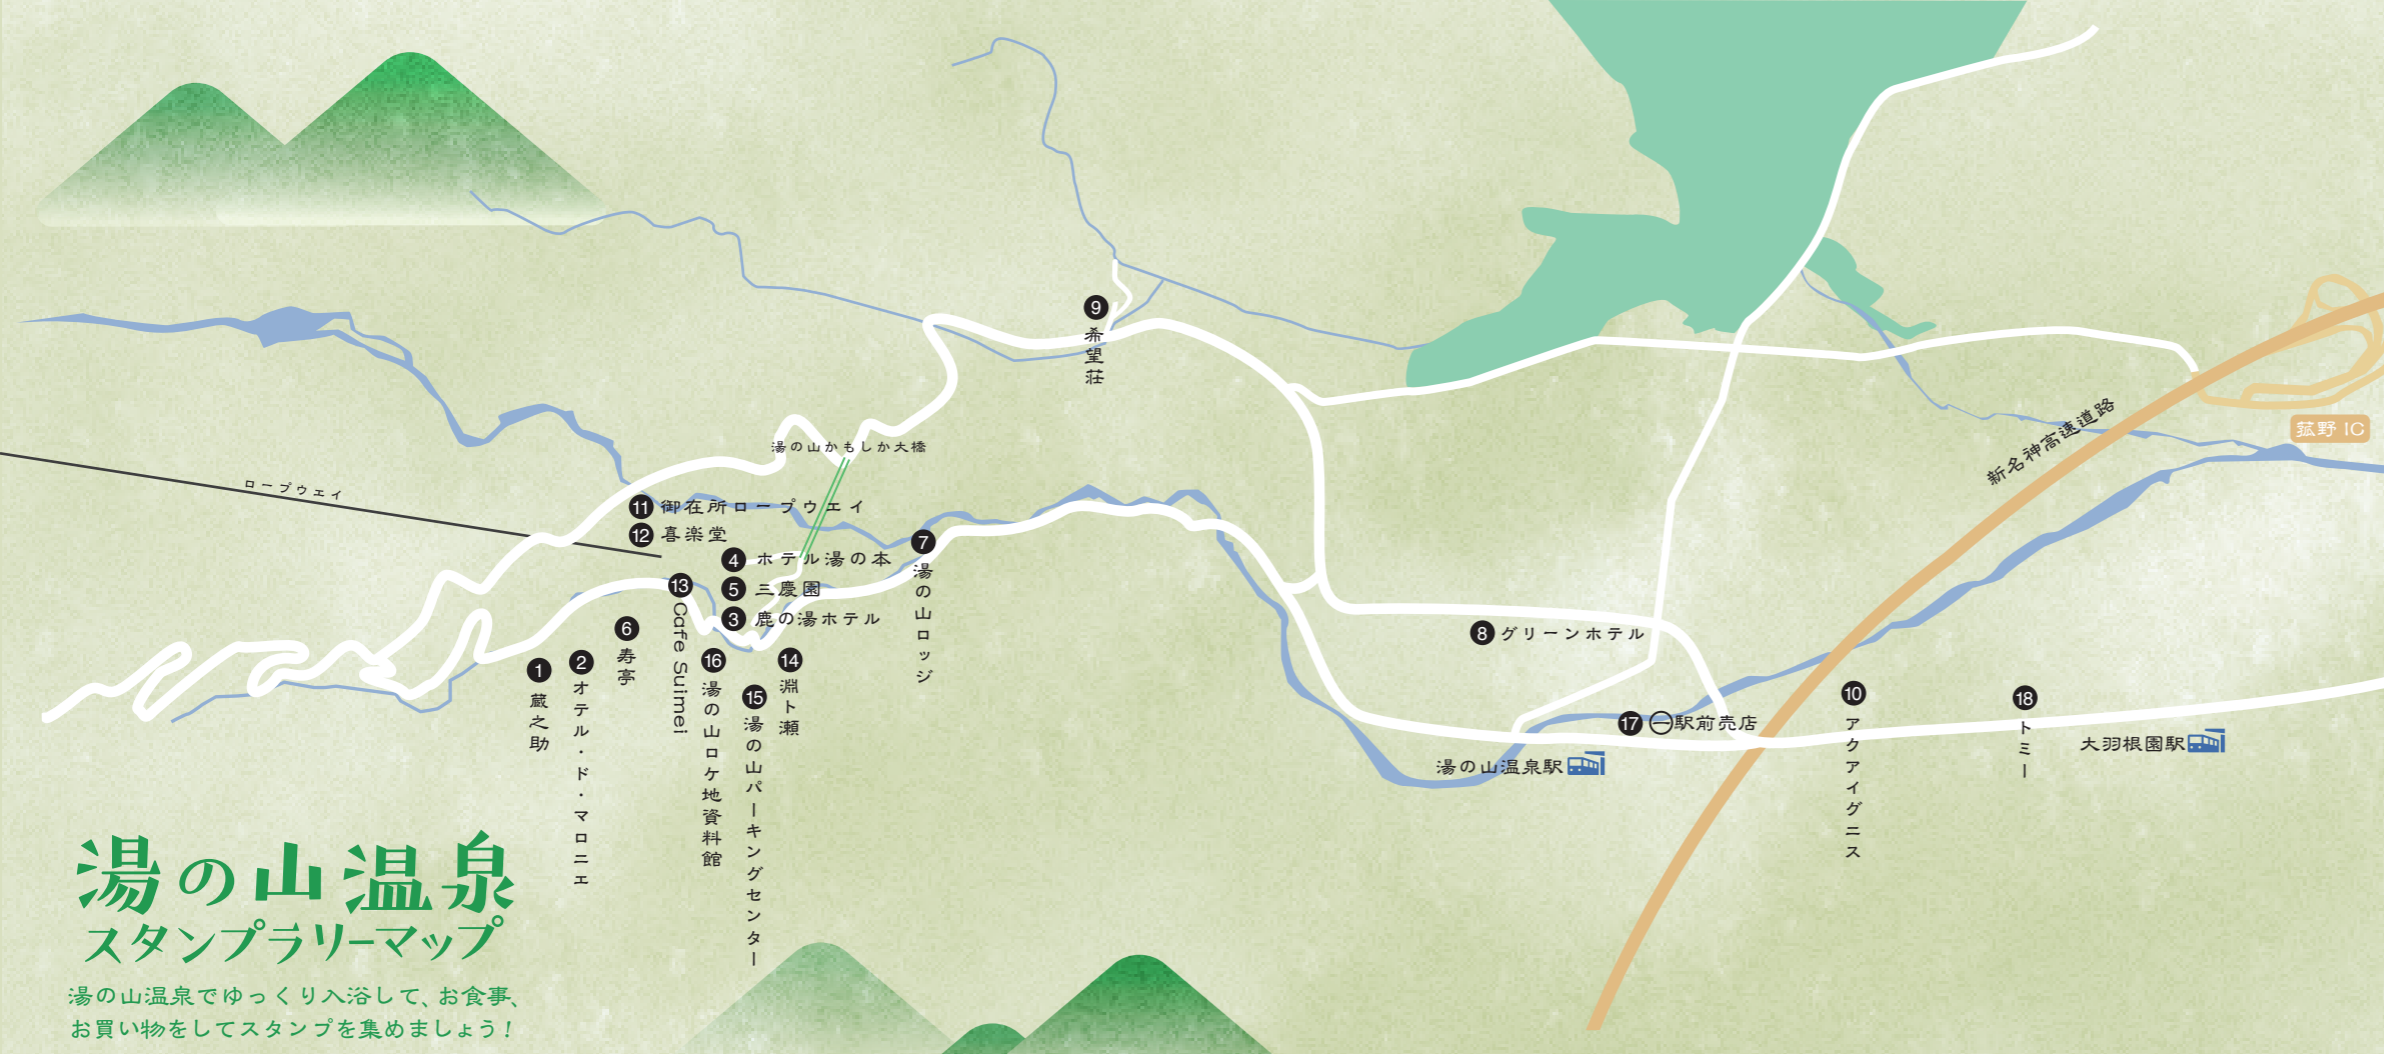 ⑨
希望荘
湯の山かもしか大橋
新名神高速道路
菰野 IC
ロープウエイ
⑪ 御在所ロープウエイ
⑫ 喜楽堂
④ ホテル湯の本
⑤ 三慶園
③ 鹿の湯ホテル
⑦ 湯の山ロッジ
⑬ Cafe Suimei
⑥ 寿亭
① 蔵之助
② オテル・ド・マロニエ
⑯ 湯の山ロケ地資料館
⑮ 湯の山パーキングセンター
⑭ 淵ト瀬
⑧ グリーンホテル
⑰ ㊀駅前売店
湯の山温泉駅
⑩ アクアイグニス
⑱ トミー
大羽根園駅
湯の山温泉
スタンプラリーマップ
湯の山温泉でゆっくり入浴して、お食事、
お買い物をしてスタンプを集めましょう!